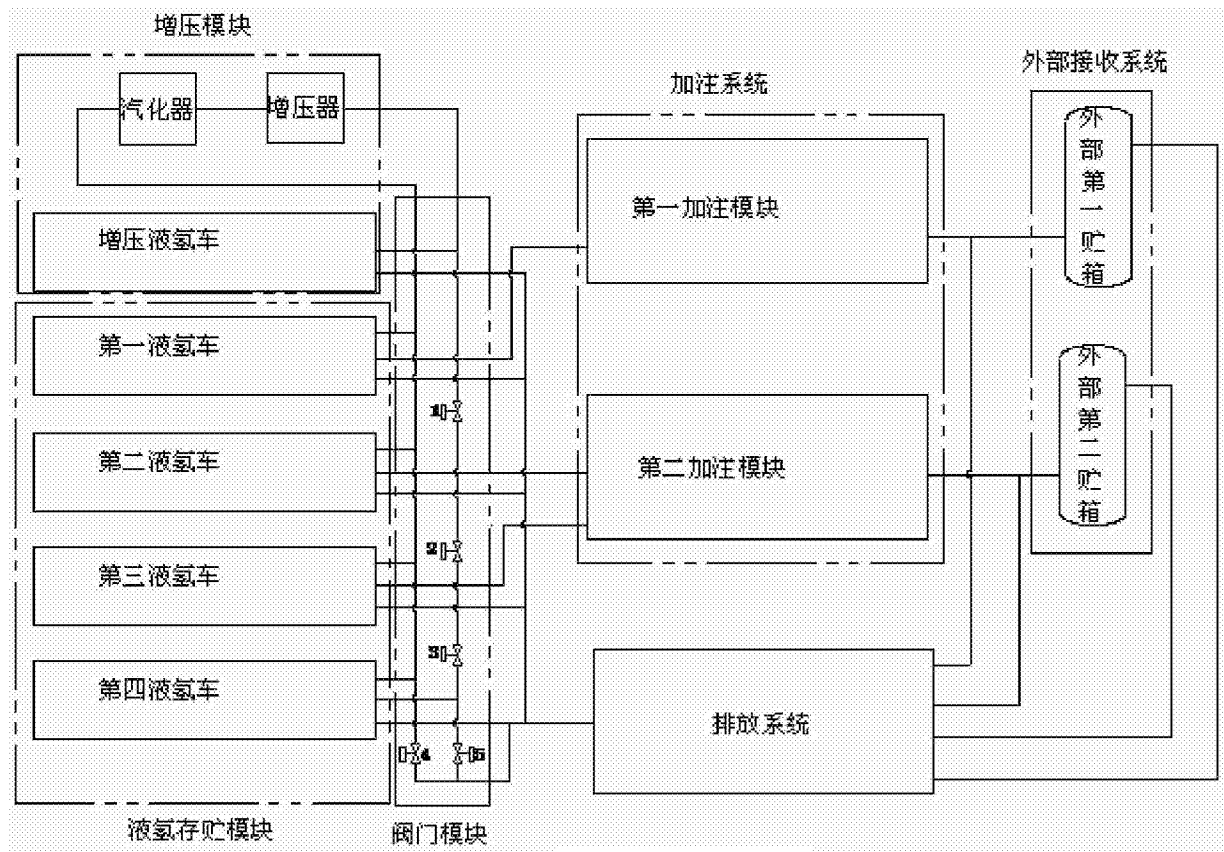 增压模块
汽化器
增压器
增压液氢车
第一液氢车
第二液氢车
第三液氢车
第四液氢车
液氢存贮模块
1
2
3
4
5
阀门模块
加注系统
第一加注模块
第二加注模块
排放系统
外部接收系统
外部第一贮箱
外部第二贮箱